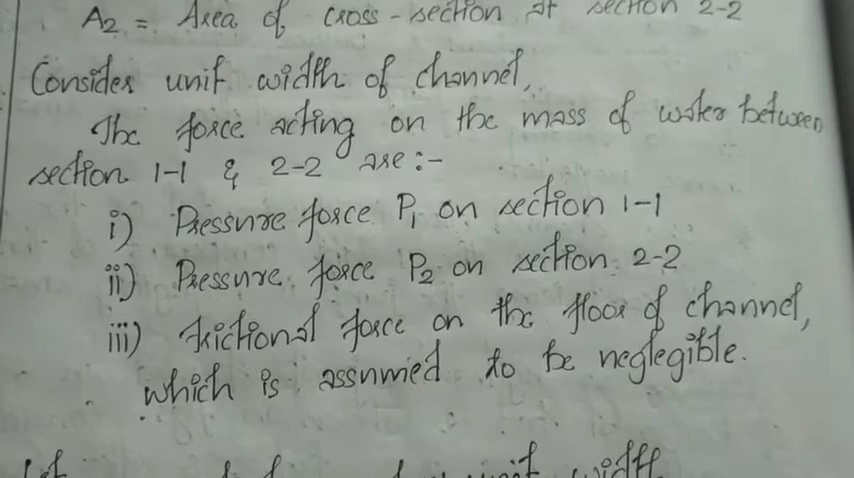 A2 = Area of cross-section at section 2-2
Consider unit width of channel,
The force acting on the mass of water between
section 1-1 & 2-2 are :-
i) Pressure force P1 on section 1-1
ii) Pressure force P2 on section 2-2
iii) frictional force on the floor of channel,
which is assumed to be neglegible.
unit width